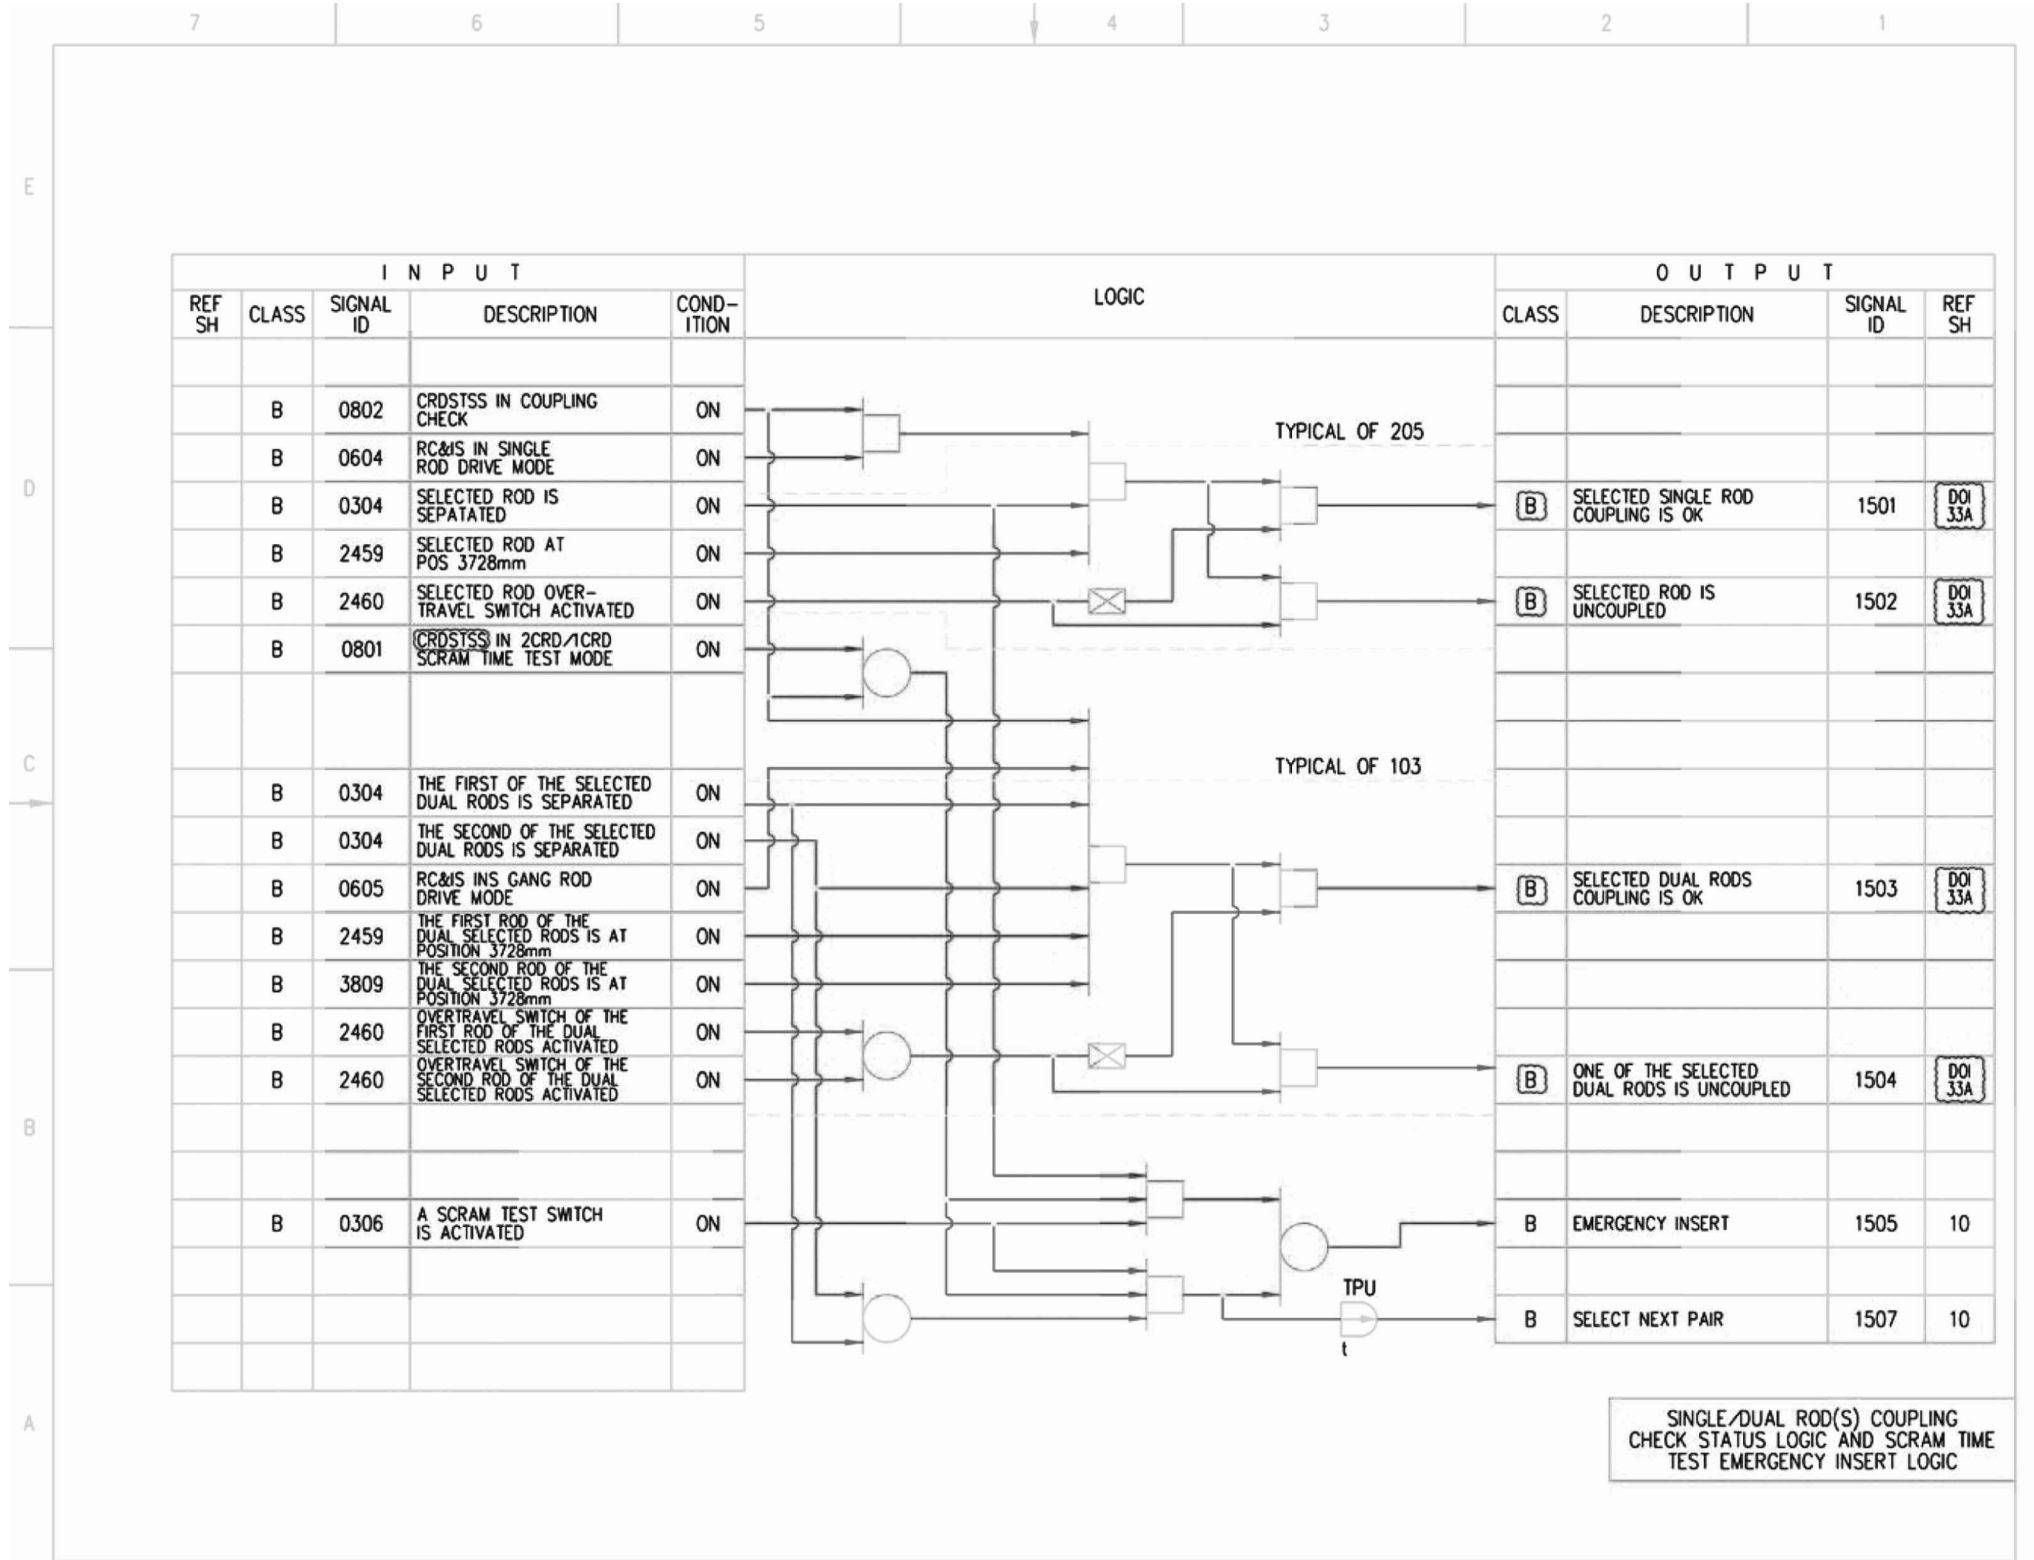 7 6 5 4 3 2 1
E
D
C
B
A
I N P U T
O U T P U T
REF SH
CLASS
SIGNAL ID
DESCRIPTION
COND-ITION
LOGIC
CLASS
DESCRIPTION
SIGNAL ID
REF SH
B 0802 CRDSTSS IN COUPLING ON
CHECK
B 0604 RC&IS IN SINGLE ON
ROD DRIVE MODE
B 0304 SELECTED ROD IS ON
SEPATATED
B 2459 SELECTED ROD AT ON
POS 3728mm
B 2460 SELECTED ROD OVER- ON
TRAVEL SWITCH ACTIVATED
B 0801 CRDSTSS IN 2CRD/1CRD ON
SCRAM TIME TEST MODE
B 0304 THE FIRST OF THE SELECTED ON
DUAL RODS IS SEPARATED
B 0304 THE SECOND OF THE SELECTED ON
DUAL RODS IS SEPARATED
B 0605 RC&IS INS GANG ROD ON
DRIVE MODE
B 2459 THE FIRST ROD OF THE ON
DUAL SELECTED RODS IS AT
POSITION 3728mm
B 3809 THE SECOND ROD OF THE ON
DUAL SELECTED RODS IS AT
POSITION 3728mm
B 2460 OVERTRAVEL SWITCH OF THE ON
FIRST ROD OF THE DUAL
SELECTED RODS ACTIVATED
B 2460 OVERTRAVEL SWITCH OF THE ON
SECOND ROD OF THE DUAL
SELECTED RODS ACTIVATED
B 0306 A SCRAM TEST SWITCH ON
IS ACTIVATED
TYPICAL OF 205
TYPICAL OF 103
TPU
t
B SELECTED SINGLE ROD 1501 DOI
COUPLING IS OK 33A
B SELECTED ROD IS 1502 DOI
UNCOUPLED 33A
B SELECTED DUAL RODS 1503 DOI
COUPLING IS OK 33A
B ONE OF THE SELECTED 1504 DOI
DUAL RODS IS UNCOUPLED 33A
B EMERGENCY INSERT 1505 10
B SELECT NEXT PAIR 1507 10
SINGLE/DUAL ROD(S) COUPLING
CHECK STATUS LOGIC AND SCRAM TIME
TEST EMERGENCY INSERT LOGIC